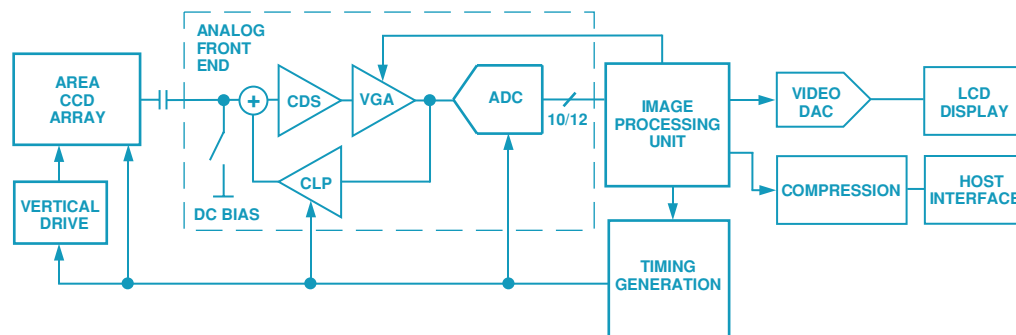 ANALOG
FRONT
END
AREA
CCD
ARRAY
+
CDS
VGA
ADC
10/12
IMAGE
PROCESSING
UNIT
VIDEO
DAC
LCD
DISPLAY
CLP
DC BIAS
VERTICAL
DRIVE
COMPRESSION
HOST
INTERFACE
TIMING
GENERATION